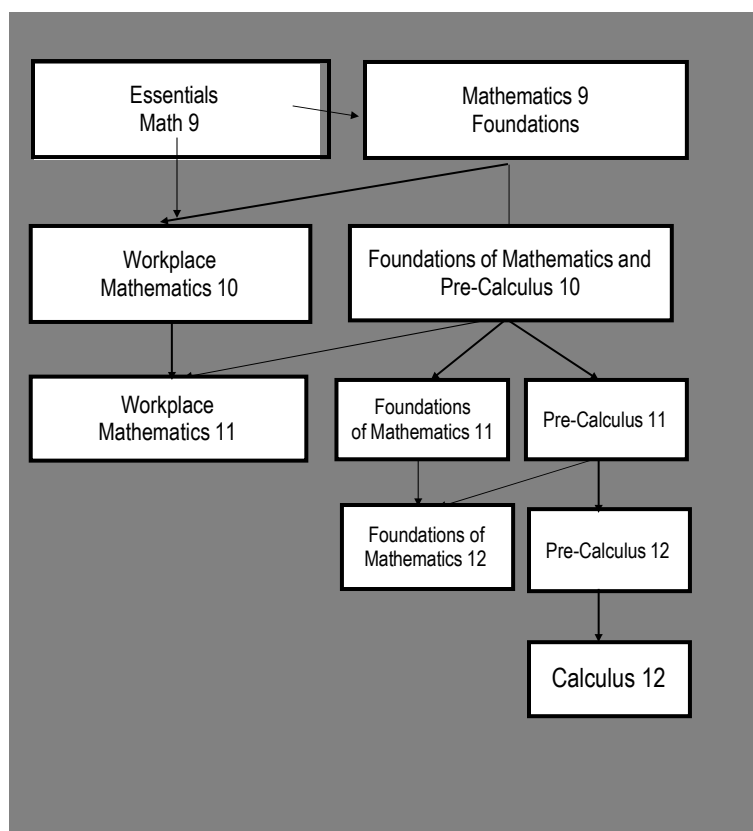 Essentials
Math 9
Mathematics 9
Foundations
Workplace
Mathematics 10
Foundations of Mathematics and
Pre-Calculus 10
Workplace
Mathematics 11
Foundations
of Mathematics 11
Pre-Calculus 11
Foundations of
Mathematics 12
Pre-Calculus 12
Calculus 12